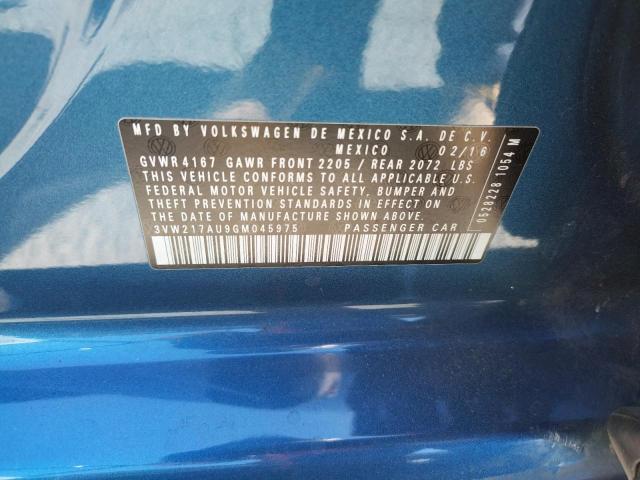 MFD BY VOLKSWAGEN DE MEXICO S.A. DE C.V.
MEXICO 02/16
GVWR 4167 GAWR FRONT 2205 / REAR 2072 LBS
THIS VEHICLE CONFORMS TO ALL APPLICABLE U.S.
FEDERAL MOTOR VEHICLE SAFETY, BUMPER AND
THEFT PREVENTION STANDARDS IN EFFECT ON
THE DATE OF MANUFACTURE SHOWN ABOVE.
3VW217AU9GM045975 PASSENGER CAR
0528228 1054 M